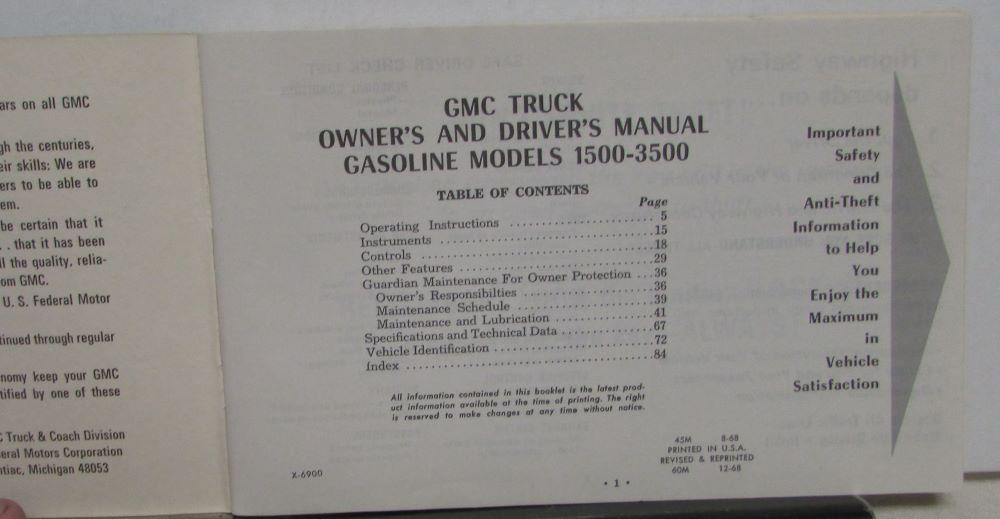 ars on all GMC
gh the centuries,
eir skills: We are
ers to be able to
em.
be certain that it
. . that it has been
ll the quality, relia-
om GMC.
U. S. Federal Motor
tinued through regular
nomy keep your GMC
tified by one of these
C Truck & Coach Division
eral Motors Corporation
ntiac, Michigan 48053
GMC TRUCK
OWNER'S AND DRIVER'S MANUAL
GASOLINE MODELS 1500-3500
TABLE OF CONTENTS
Page
Operating Instructions .................... 5
Instruments ..............................15
Controls .................................18
Other Features ...........................29
Guardian Maintenance For Owner Protection ...36
Owner's Responsibilties ...................36
Maintenance Schedule ....................39
Maintenance and Lubrication ...............41
Specifications and Technical Data .............67
Vehicle Identification .......................72
Index ....................................84
All information contained in this booklet is the latest prod-
uct information available at the time of printing. The right
is reserved to make changes at any time without notice.
X-6900
45M 8-68
PRINTED IN U.S.A.
REVISED & REPRINTED
60M 12-68
• 1 •
Important
Safety
and
Anti-Theft
Information
to Help
You
Enjoy the
Maximum
in
Vehicle
Satisfaction